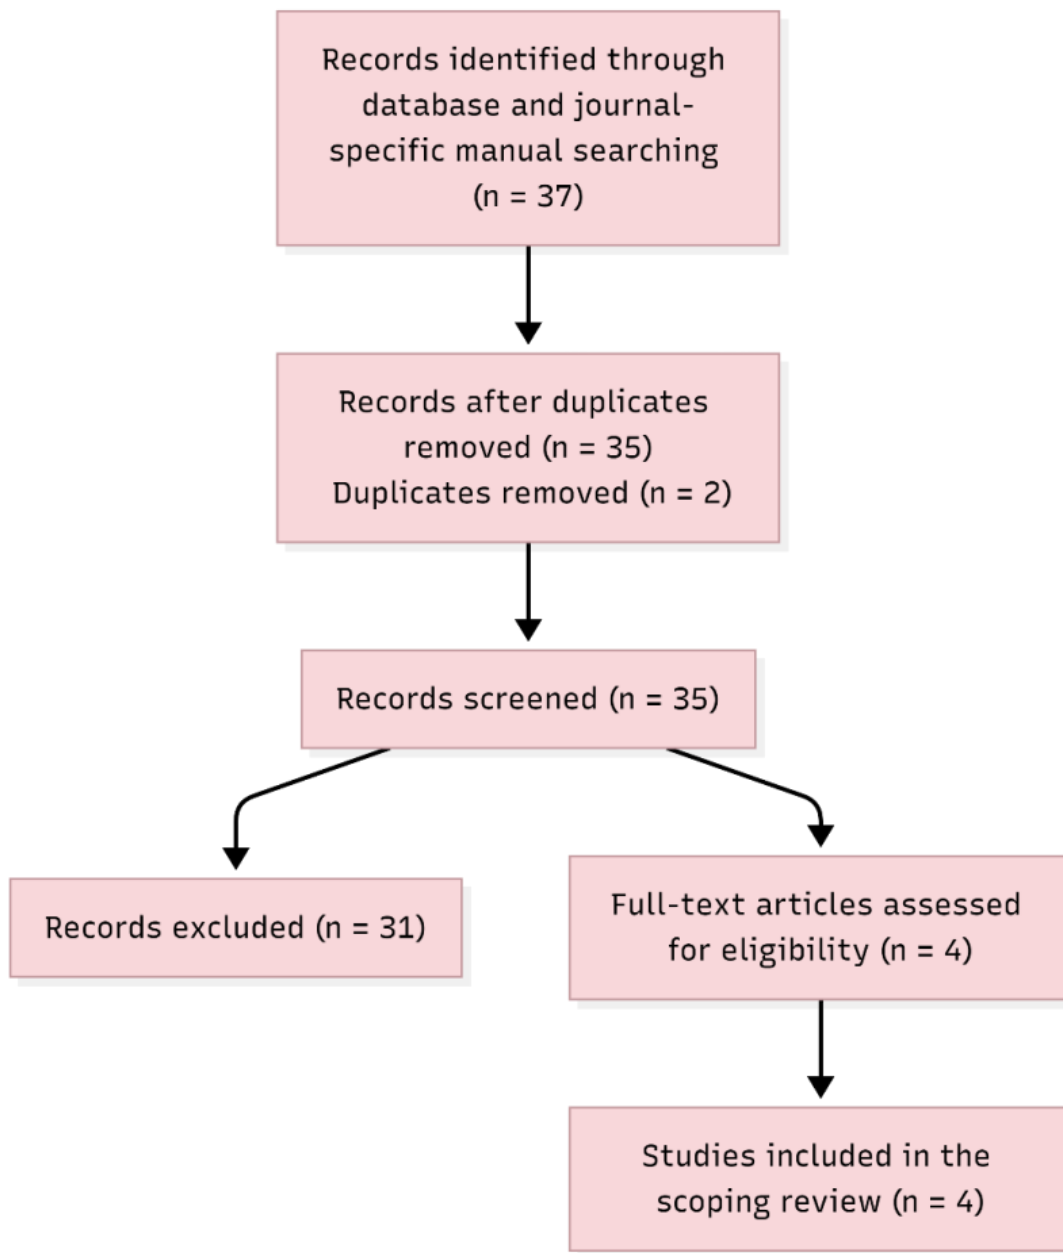 Records identified through
database and journal-
specific manual searching
(n = 37)
Records after duplicates
removed (n = 35)
Duplicates removed (n = 2)
Records screened (n = 35)
Records excluded (n = 31)
Full-text articles assessed
for eligibility (n = 4)
Studies included in the
scoping review (n = 4)